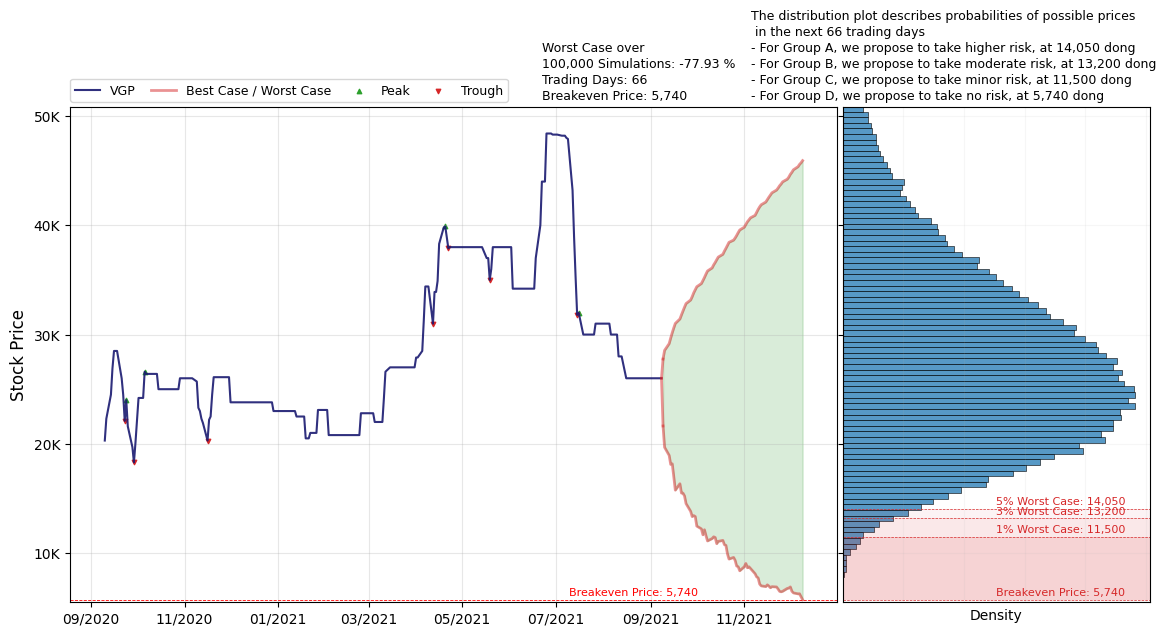 The distribution plot describes probabilities of possible prices
in the next 66 trading days
- For Group A, we propose to take higher risk, at 14,050 dong
- For Group B, we propose to take moderate risk, at 13,200 dong
- For Group C, we propose to take minor risk, at 11,500 dong
- For Group D, we propose to take no risk, at 5,740 dong
Worst Case over
100,000 Simulations: -77.93 %
Trading Days: 66
Breakeven Price: 5,740
VGP
Best Case / Worst Case
Peak
Trough
50K
40K
30K
20K
10K
Stock Price
5% Worst Case: 14,050
3% Worst Case: 13,200
1% Worst Case: 11,500
Breakeven Price: 5,740
Breakeven Price: 5,740
09/2020
11/2020
01/2021
03/2021
05/2021
07/2021
09/2021
11/2021
Density